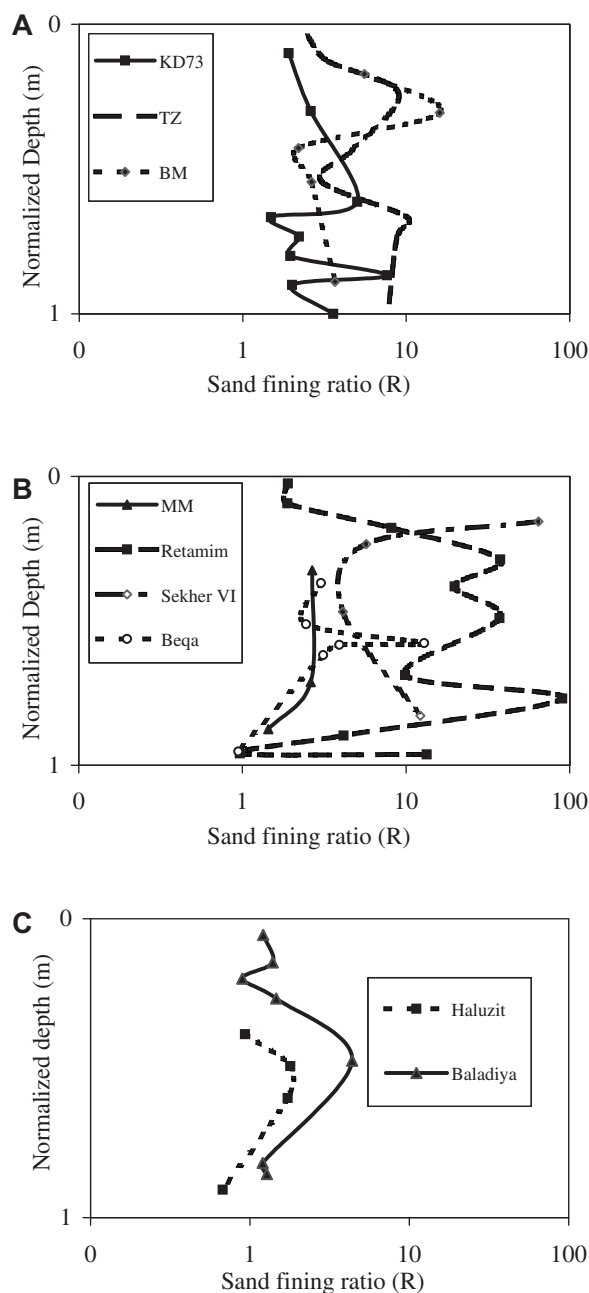 A
0
KD73
TZ
BM
Normalized Depth (m)
1
0
1
10
100
Sand fining ratio (R)
B
0
MM
Retamim
Sekher VI
Beqa
Normalized Depth (m)
1
0
1
10
100
Sand fining ratio (R)
C
0
Haluzit
Baladiya
Normalized depth (m)
1
0
1
10
100
Sand fining ratio (R)